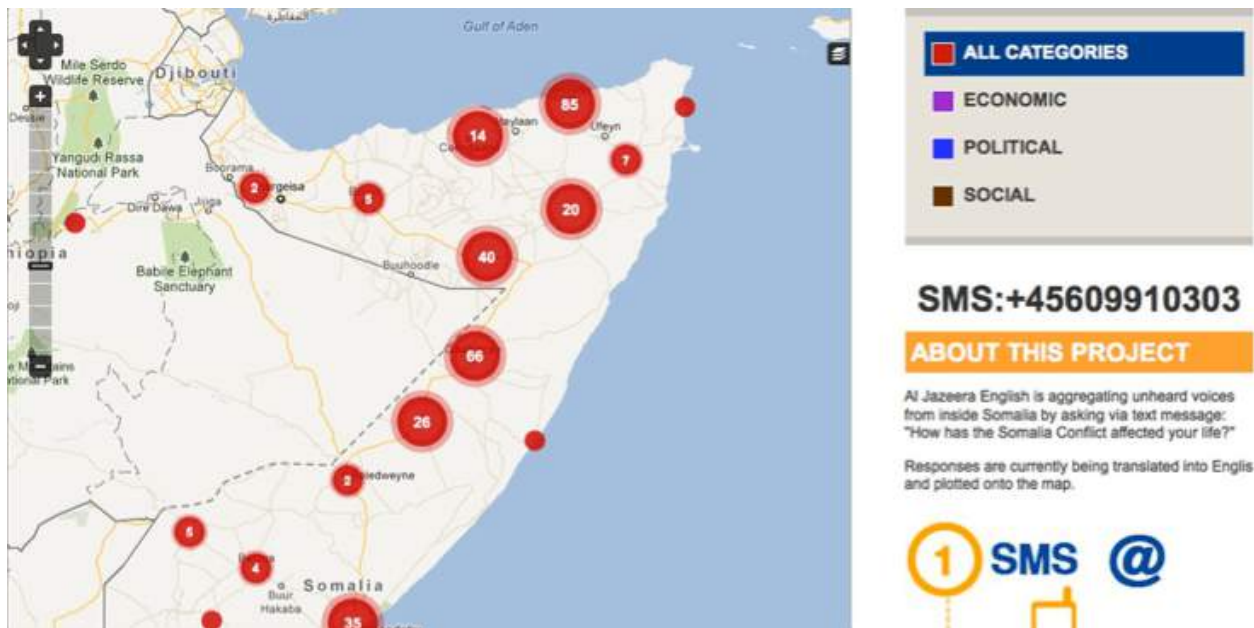 Gulf of Aden
Mile Serdo
Wildlife Reserve
Djibouti
85
14
Ufeyn
7
Yangudi Rassa
National Park
Boorama
2
5
Dire Dawa
Jijiga
20
40
Buuhoodle
Babile Elephant
Sanctuary
66
26
2
5
4
Somalia
Buur
Hakaba
35
ALL CATEGORIES
ECONOMIC
POLITICAL
SOCIAL
SMS:+45609910303
ABOUT THIS PROJECT
Al Jazeera English is aggregating unheard voices
from inside Somalia by asking via text message:
"How has the Somalia Conflict affected your life?"
Responses are currently being translated into Englis
and plotted onto the map.
1 SMS @